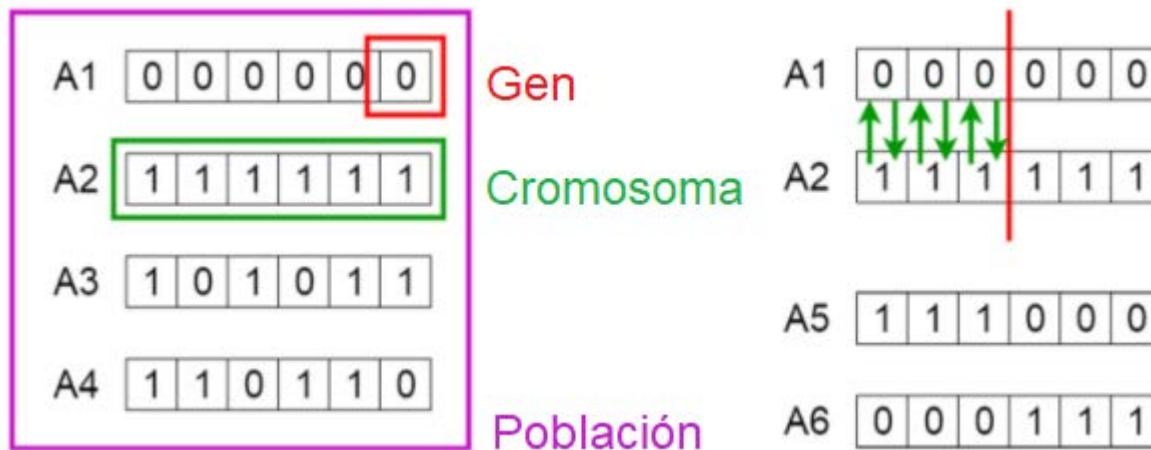 A1 0 0 0 0 0 0 Gen
A2 1 1 1 1 1 1 Cromosoma
A3 1 0 1 0 1 1
A4 1 1 0 1 1 0
Población
A1 0 0 0 0 0 0
A2 1 1 1 1 1 1
A5 1 1 1 0 0 0
A6 0 0 0 1 1 1